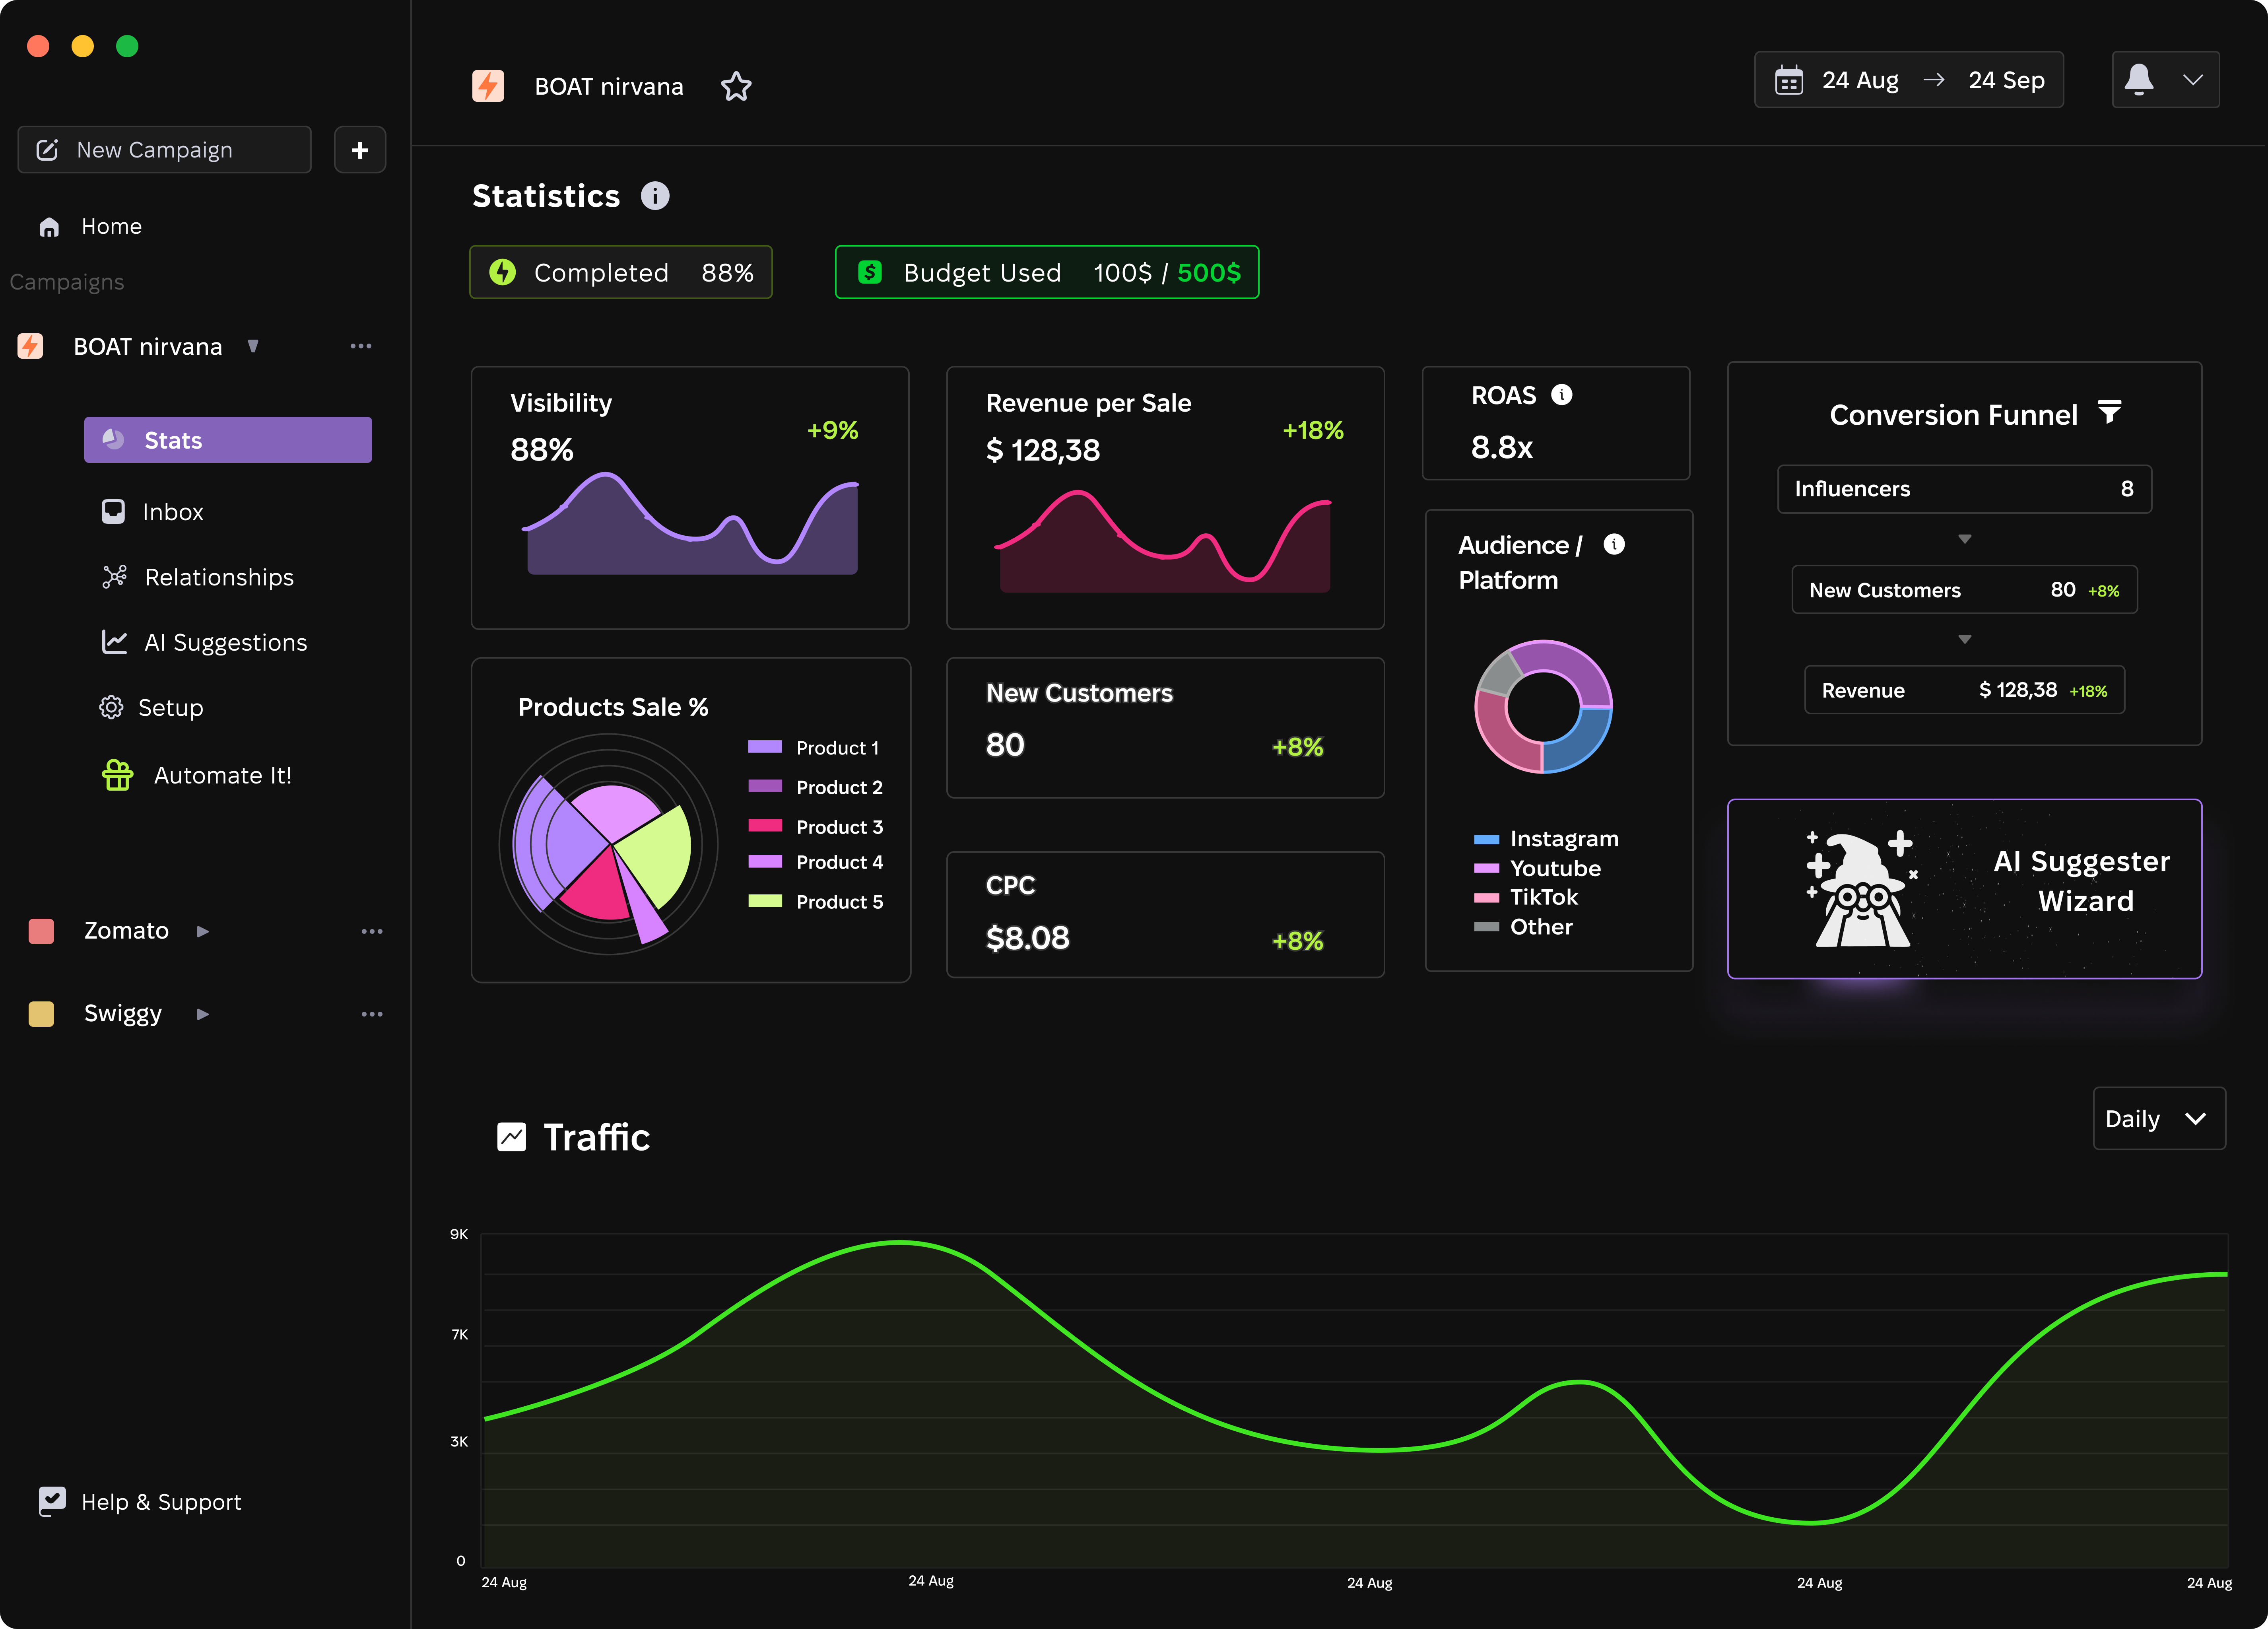 New Campaign
Home
Campaigns
BOAT nirvana
Stats
Inbox
Relationships
AI Suggestions
Setup
Automate It!
Zomato
Swiggy
Help & Support
BOAT nirvana
24 Aug → 24 Sep
Statistics
Completed 88%
Budget Used 100$ / 500$
Visibility
88%
+9%
Revenue per Sale
$ 128,38
+18%
ROAS
8.8x
Conversion Funnel
Influencers 8
New Customers 80 +8%
Revenue $ 128,38 +18%
Audience /
Platform
Instagram
Youtube
TikTok
Other
Products Sale %
Product 1
Product 2
Product 3
Product 4
Product 5
New Customers
80
+8%
CPC
$8.08
+8%
AI Suggester
Wizard
Traffic
Daily
9K
7K
3K
0
24 Aug
24 Aug
24 Aug
24 Aug
24 Aug